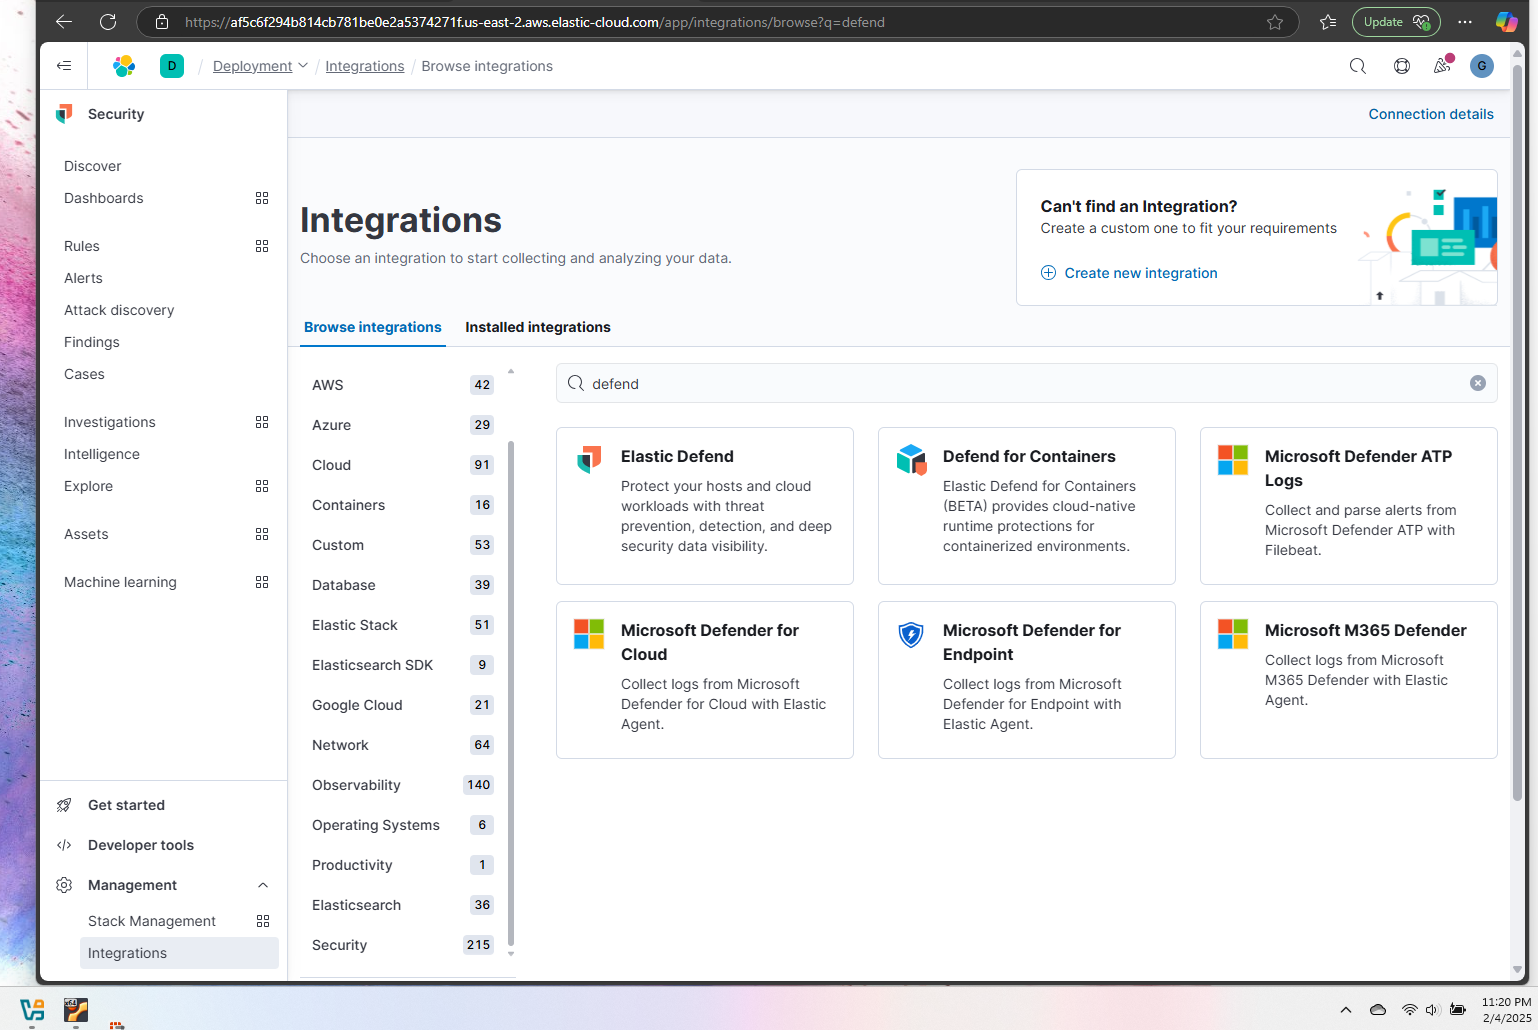 https://af5c6f294b814cb781be0e2a5374271f.us-east-2.aws.elastic-cloud.com/app/integrations/browse?q=defend
Update
D
Deployment
Integrations
Browse integrations
G
Security
Connection details
Discover
Dashboards
Rules
Alerts
Attack discovery
Findings
Cases
Investigations
Intelligence
Explore
Assets
Machine learning
Get started
Developer tools
Management
Stack Management
Integrations
Integrations
Choose an integration to start collecting and analyzing your data.
Can't find an Integration?
Create a custom one to fit your requirements
Create new integration
Browse integrations
Installed integrations
AWS 42
Azure 29
Cloud 91
Containers 16
Custom 53
Database 39
Elastic Stack 51
Elasticsearch SDK 9
Google Cloud 21
Network 64
Observability 140
Operating Systems 6
Productivity 1
Elasticsearch 36
Security 215
defend
Elastic Defend
Protect your hosts and cloud
workloads with threat
prevention, detection, and deep
security data visibility.
Defend for Containers
Elastic Defend for Containers
(BETA) provides cloud-native
runtime protections for
containerized environments.
Microsoft Defender ATP
Logs
Collect and parse alerts from
Microsoft Defender ATP with
Filebeat.
Microsoft Defender for
Cloud
Collect logs from Microsoft
Defender for Cloud with Elastic
Agent.
Microsoft Defender for
Endpoint
Collect logs from Microsoft
Defender for Endpoint with
Elastic Agent.
Microsoft M365 Defender
Collect logs from Microsoft
M365 Defender with Elastic
Agent.
11:20 PM
2/4/2025